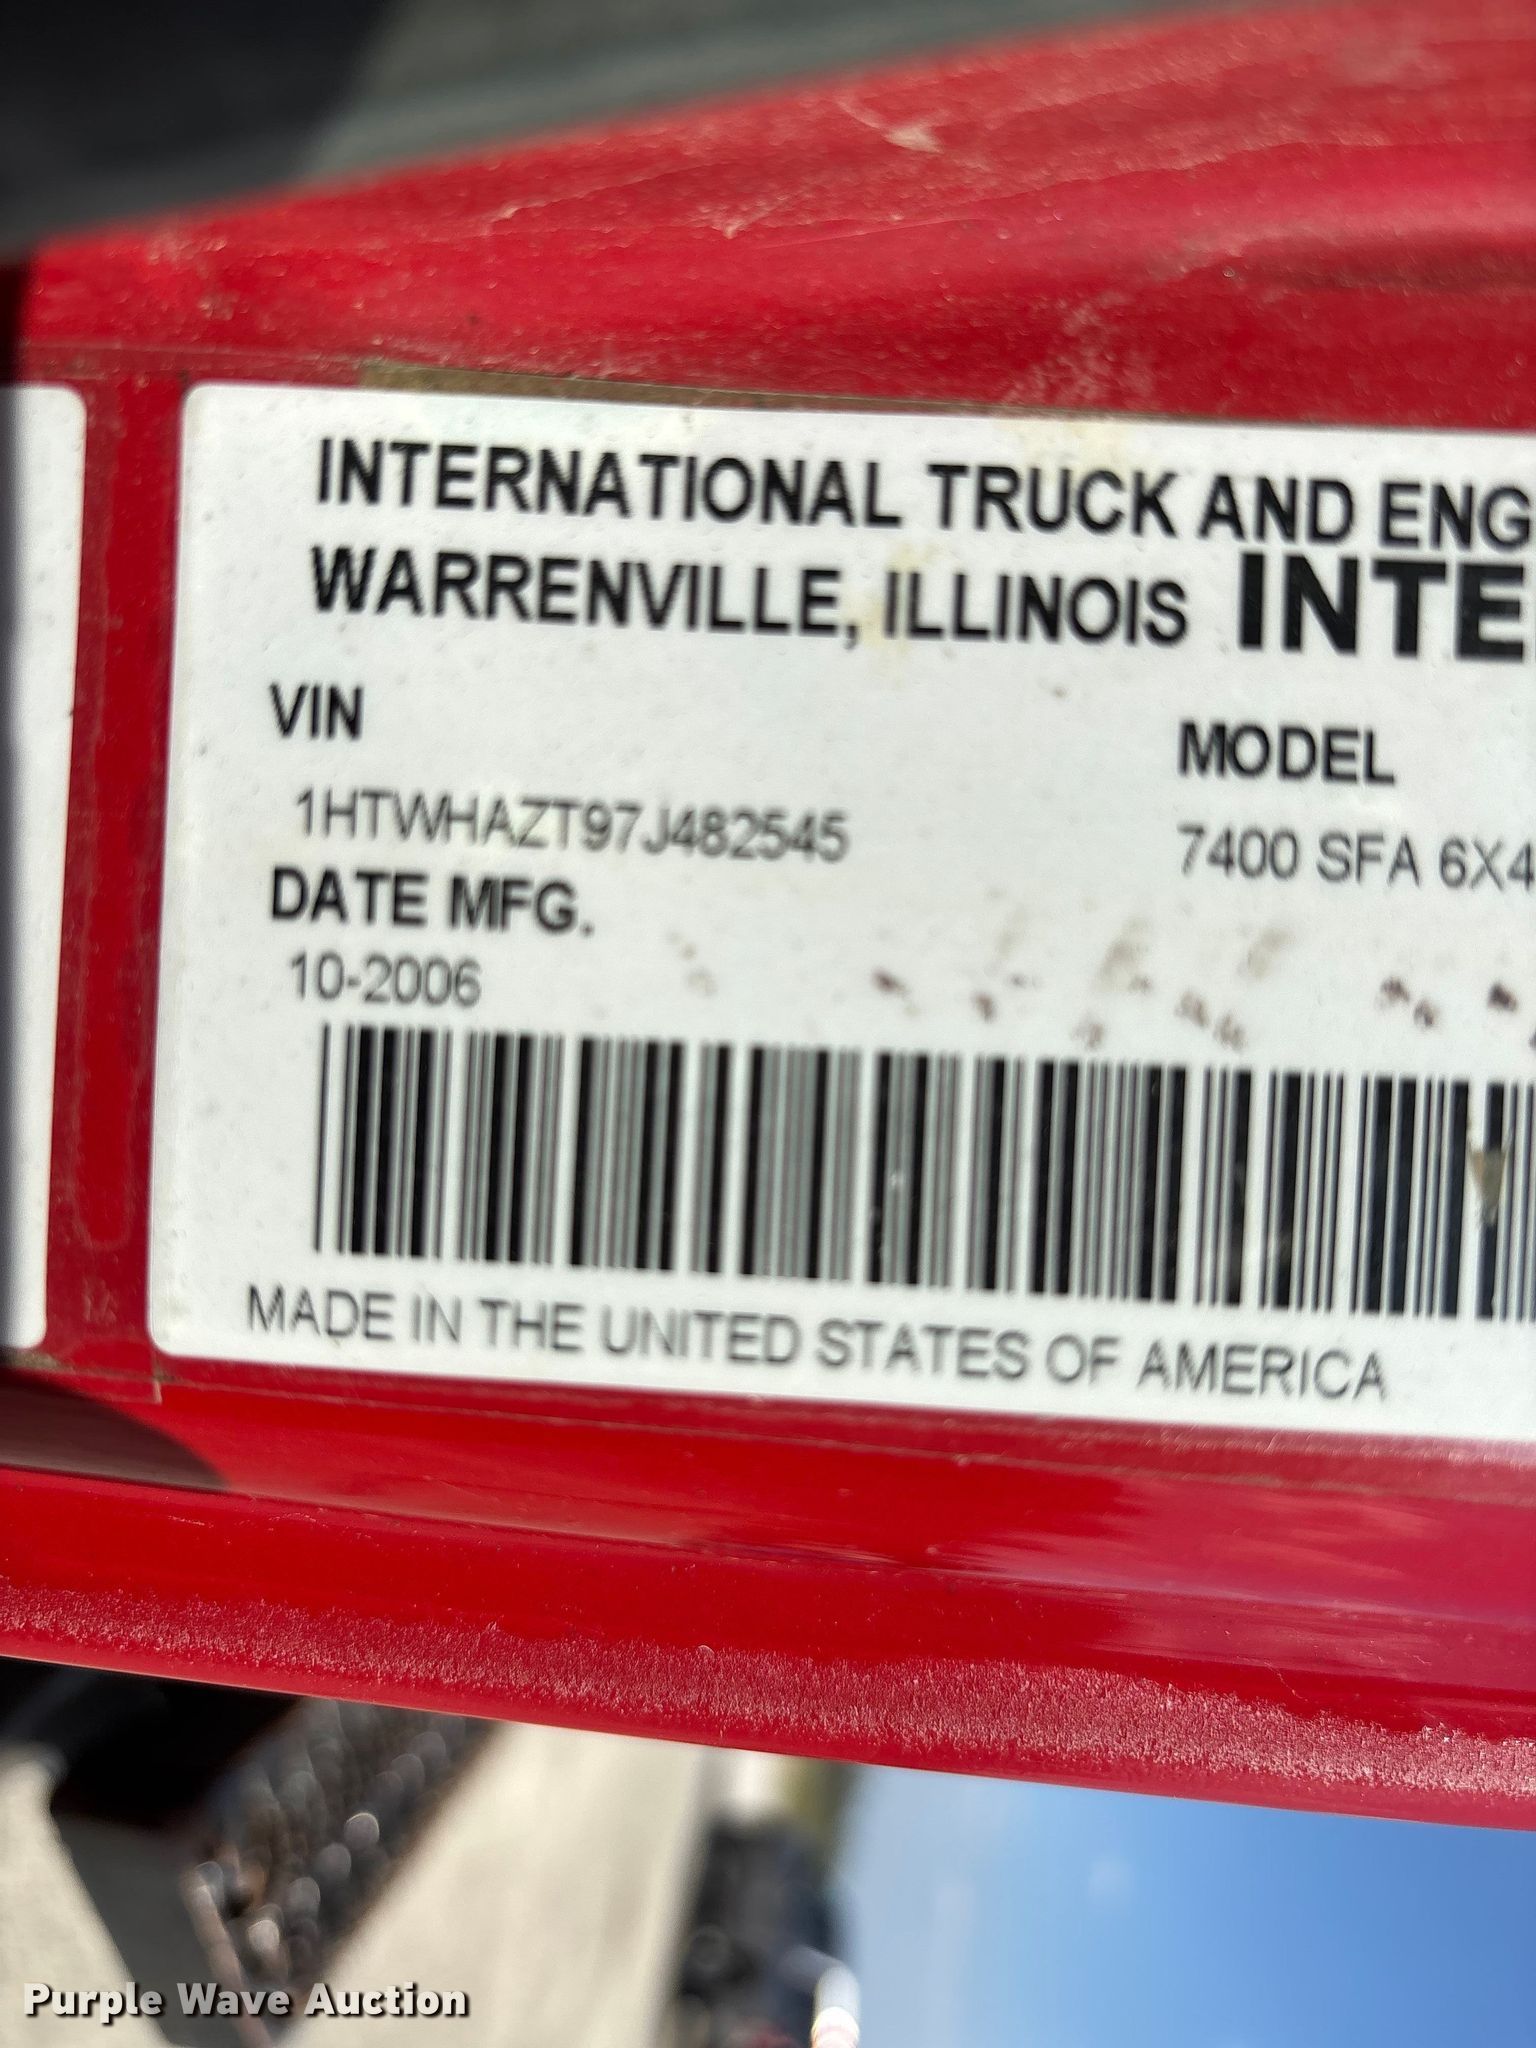 INTERNATIONAL TRUCK AND ENG
WARRENVILLE, ILLINOIS INTE
VIN MODEL
1HTWHAZT97J482545 7400 SFA 6X4
DATE MFG.
10-2006
MADE IN THE UNITED STATES OF AMERICA
Purple Wave Auction